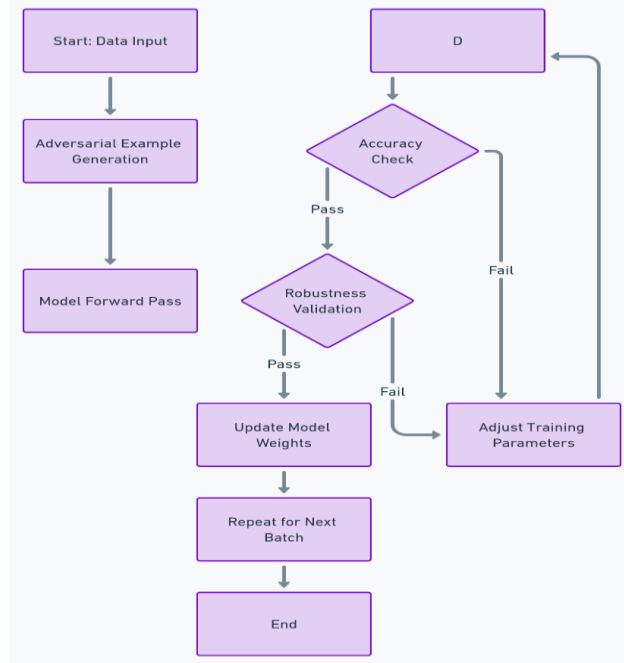 Start: Data Input
Adversarial Example
Generation
Model Forward Pass
D
Accuracy
Check
Pass
Fail
Robustness
Validation
Pass
Fail
Update Model
Weights
Adjust Training
Parameters
Repeat for Next
Batch
End